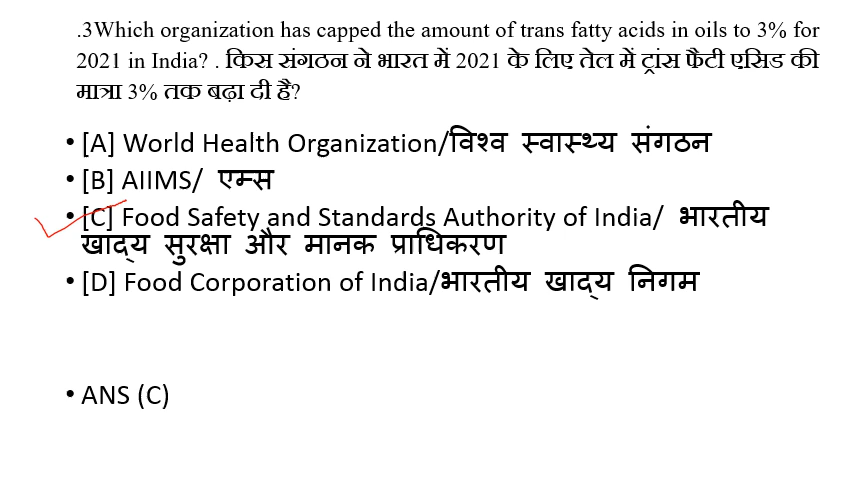 .3Which organization has capped the amount of trans fatty acids in oils to 3% for
2021 in India? . किस संगठन ने भारत में 2021 के लिए तेल में ट्रांस फैटी एसिड की
मात्रा 3% तक बढ़ा दी है?
• [A] World Health Organization/विश्व स्वास्थ्य संगठन
• [B] AIIMS/ एम्स
• [C] Food Safety and Standards Authority of India/ भारतीय
खाद्य सुरक्षा और मानक प्राधिकरण
• [D] Food Corporation of India/भारतीय खाद्य निगम
• ANS (C)